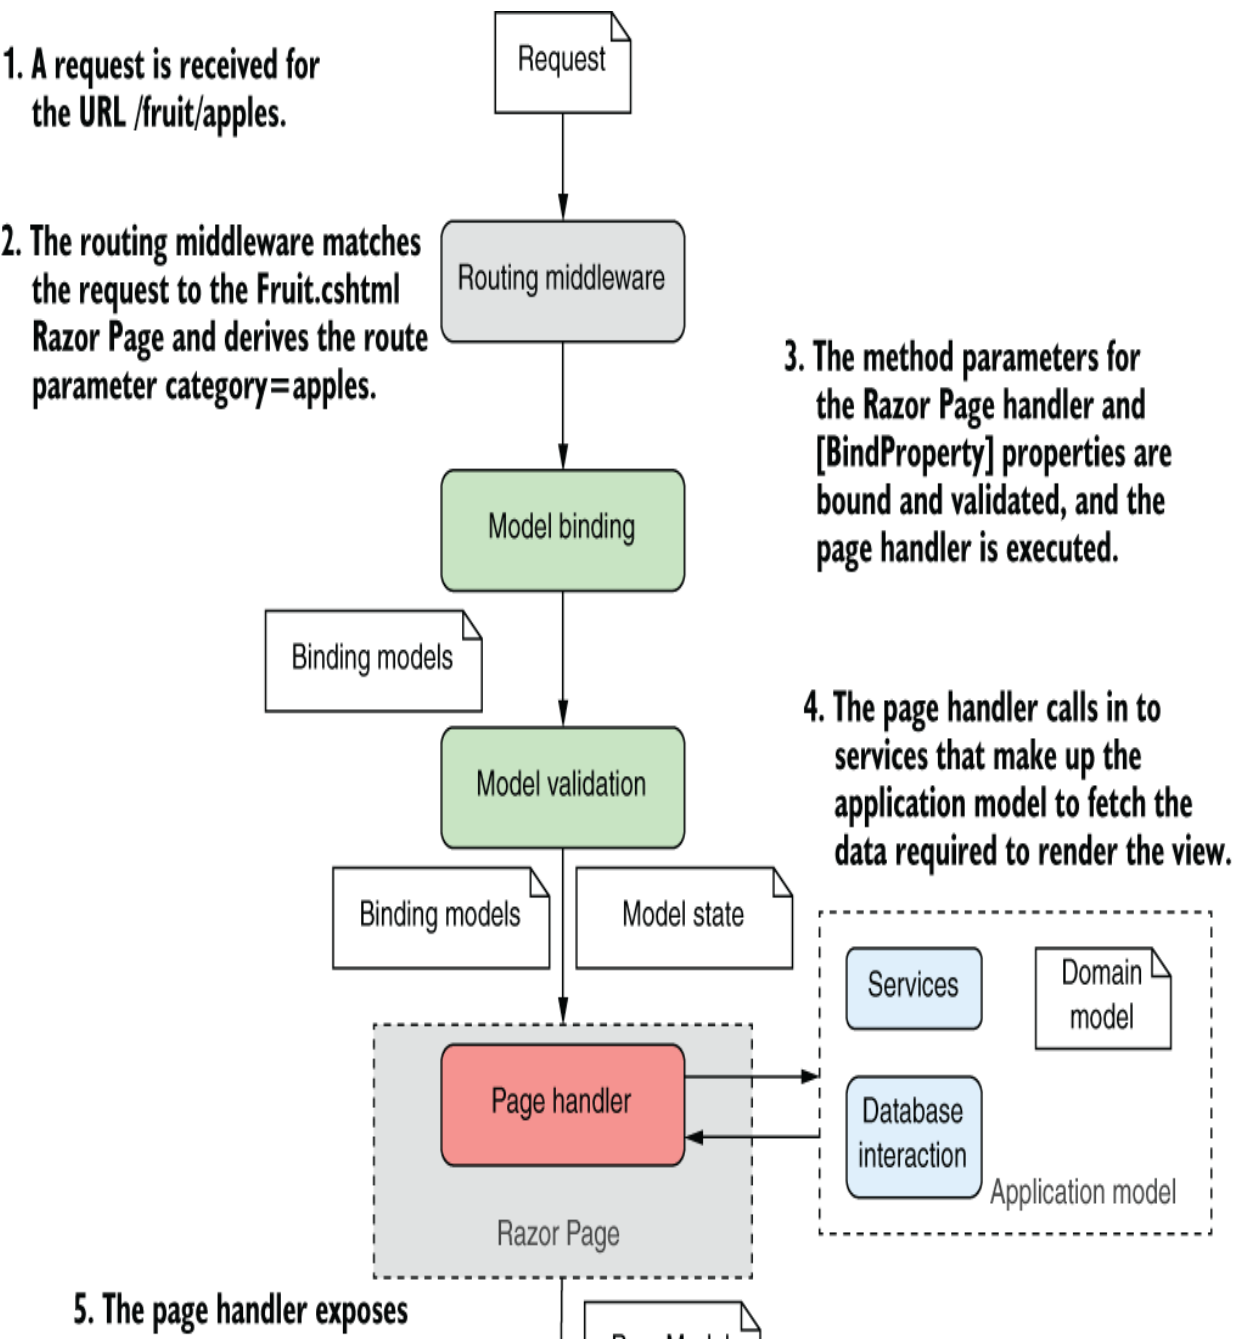 Request
1. A request is received for
the URL /fruit/apples.
2. The routing middleware matches
the request to the Fruit.cshtml
Razor Page and derives the route
parameter category=apples.
Routing middleware
3. The method parameters for
the Razor Page handler and
[BindProperty] properties are
bound and validated, and the
page handler is executed.
Model binding
Binding models
Model validation
4. The page handler calls in to
services that make up the
application model to fetch the
data required to render the view.
Binding models
Model state
Services
Domain
model
Page handler
Database
interaction
Application model
Razor Page
5. The page handler exposes